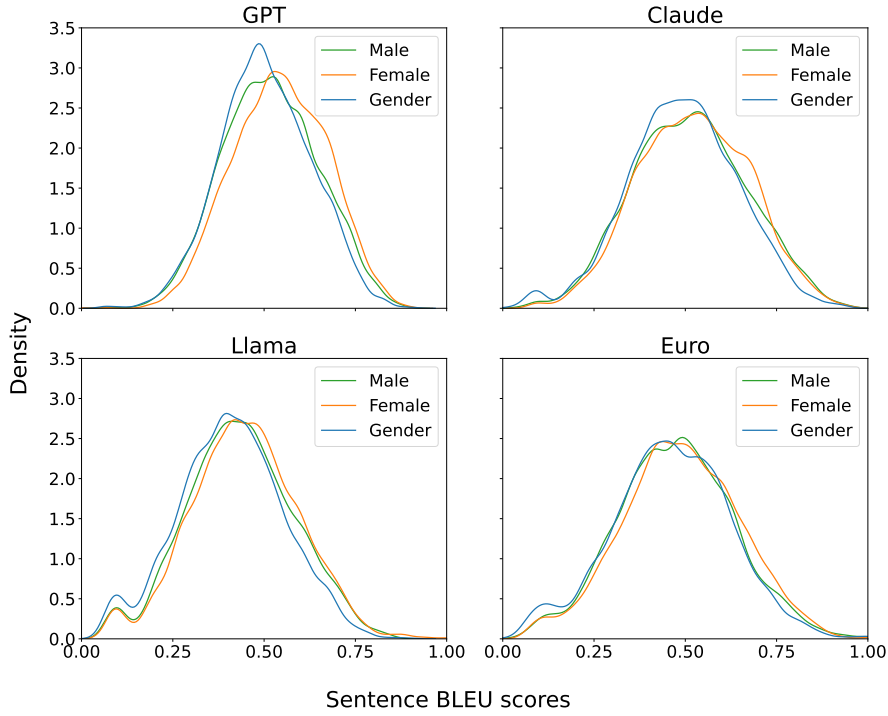 GPT
Claude
3.5
3.0
2.5
2.0
1.5
1.0
0.5
0.0
Male
Female
Gender
Male
Female
Gender
Density
Llama
Euro
3.5
3.0
2.5
2.0
1.5
1.0
0.5
0.0
Male
Female
Gender
Male
Female
Gender
0.00 0.25 0.50 0.75 1.00
0.00 0.25 0.50 0.75 1.00
Sentence BLEU scores